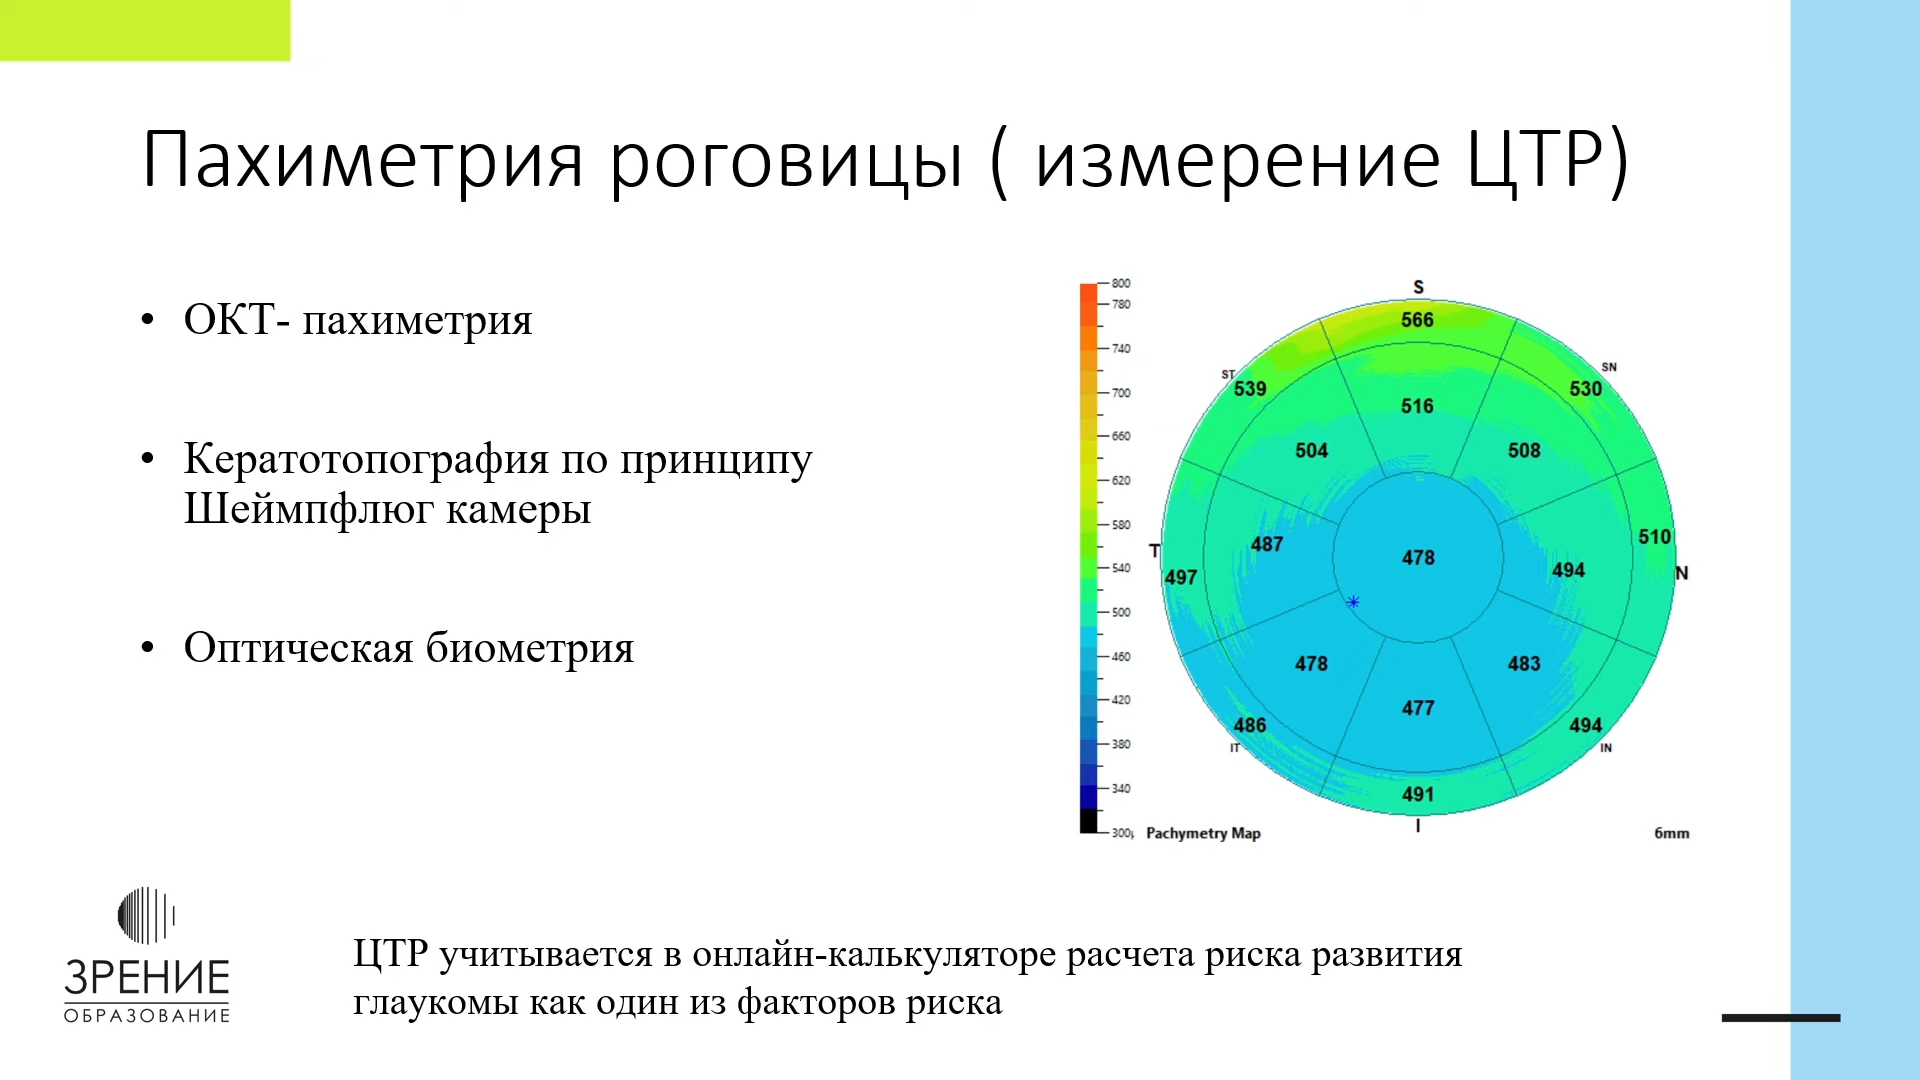 Пахиметрия роговицы ( измерение ЦТР)
• ОКТ- пахиметрия
• Кератотопография по принципу
Шеймпфлюг камеры
• Оптическая биометрия
800
780
740
700
660
620
580
540
500
460
420
380
340
300µ
S
566
ST
539
SN
530
516
504
508
T
487
497
478
494
510
N
478
483
477
486
IT
494
IN
491
I
Pachymetry Map
6mm
ЗРЕНИЕ
ОБРАЗОВАНИЕ
ЦТР учитывается в онлайн-калькуляторе расчета риска развития
глаукомы как один из факторов риска